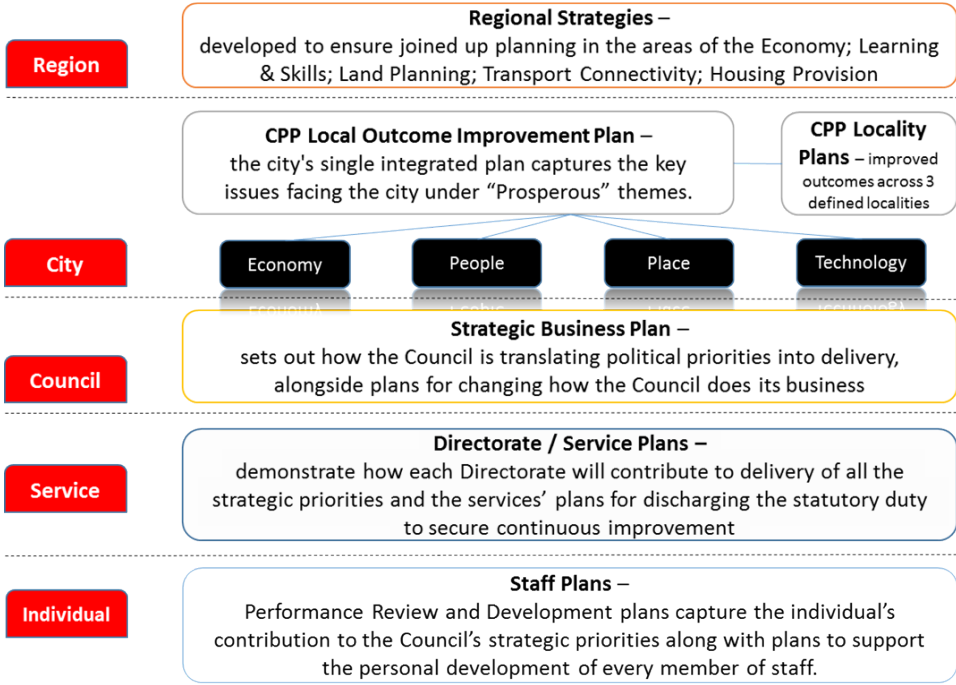 Region
Regional Strategies –
developed to ensure joined up planning in the areas of the Economy; Learning
& Skills; Land Planning; Transport Connectivity; Housing Provision
CPP Local Outcome Improvement Plan –
the city's single integrated plan captures the key
issues facing the city under “Prosperous” themes.
CPP Locality
Plans – improved
outcomes across 3
defined localities
City
Economy
People
Place
Technology
Council
Strategic Business Plan –
sets out how the Council is translating political priorities into delivery,
alongside plans for changing how the Council does its business
Service
Directorate / Service Plans –
demonstrate how each Directorate will contribute to delivery of all the
strategic priorities and the services’ plans for discharging the statutory duty
to secure continuous improvement
Individual
Staff Plans –
Performance Review and Development plans capture the individual’s
contribution to the Council’s strategic priorities along with plans to support
the personal development of every member of staff.